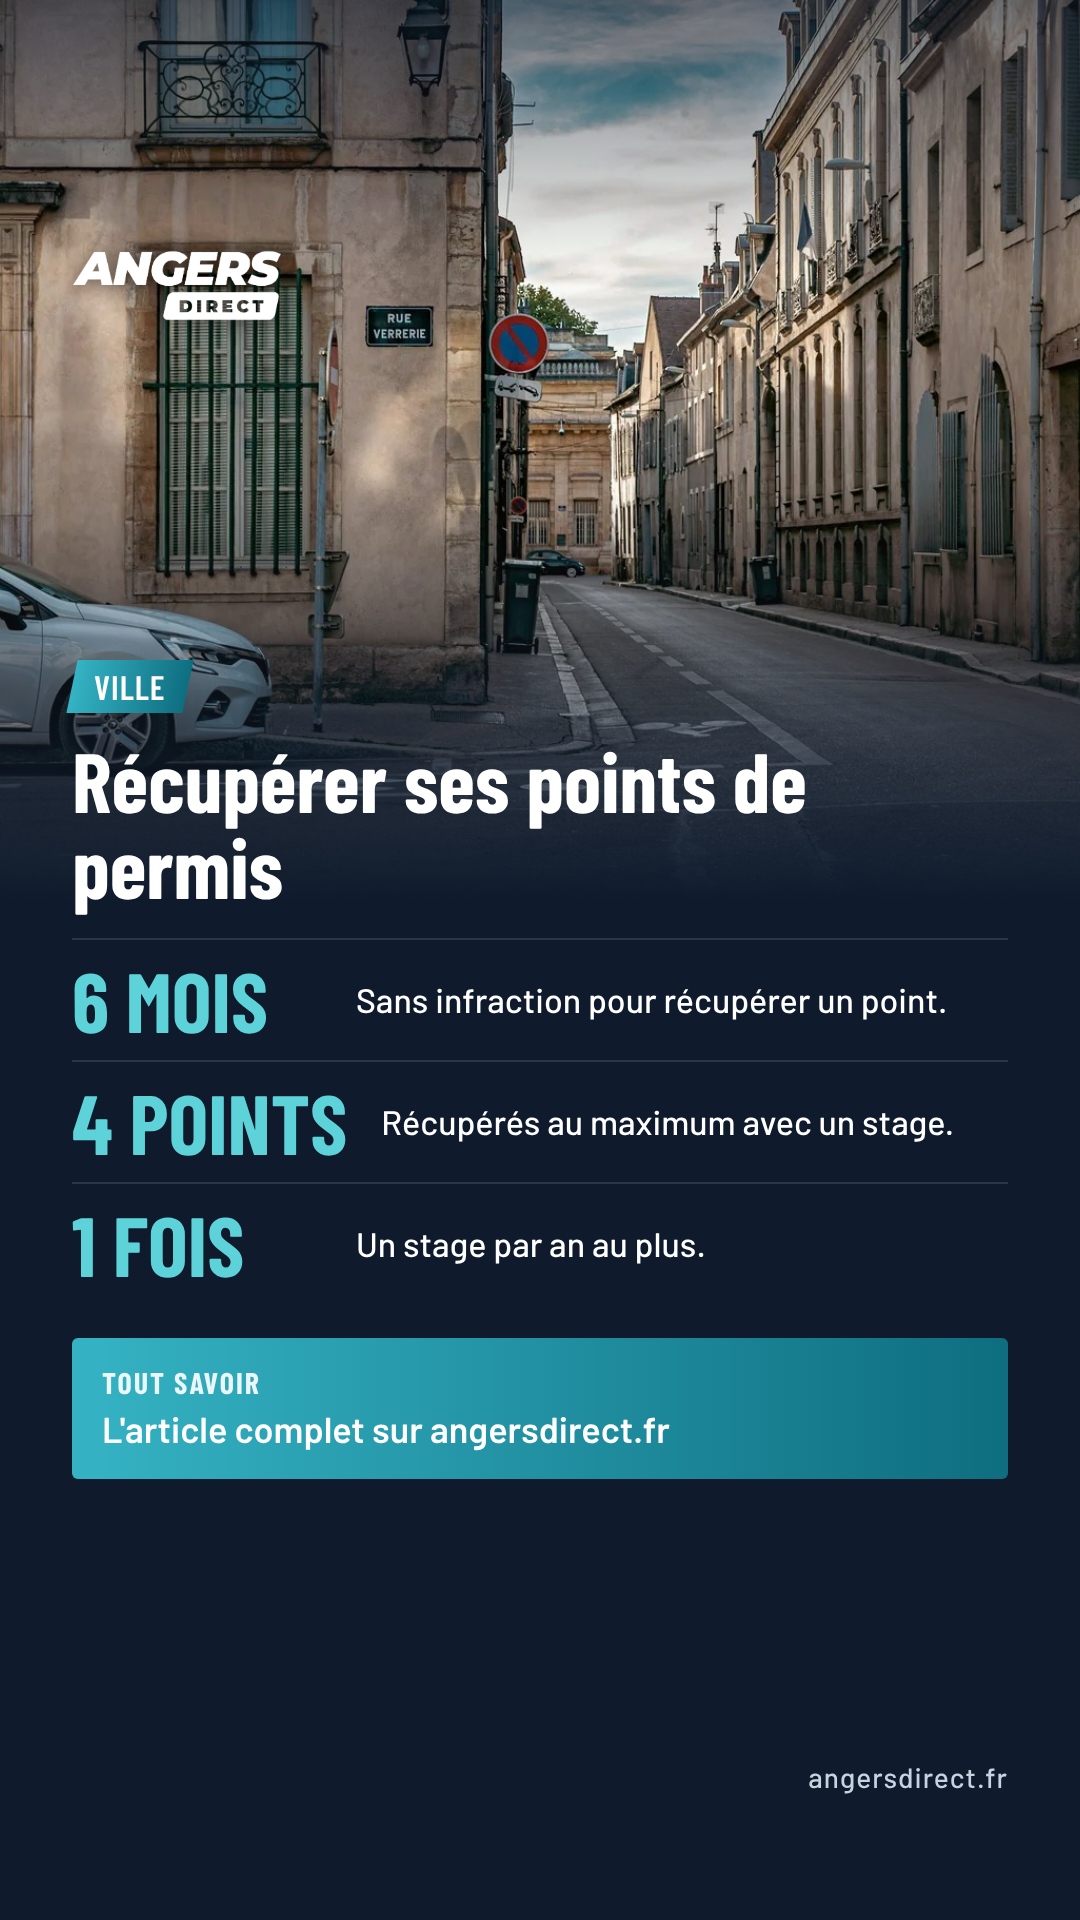 ANGERS
DIRECT
RUE
VERRERIE
VILLE
Récupérer ses points de
permis
6 MOIS
Sans infraction pour récupérer un point.
4 POINTS
Récupérés au maximum avec un stage.
1 FOIS
Un stage par an au plus.
TOUT SAVOIR
L'article complet sur angersdirect.fr
angersdirect.fr